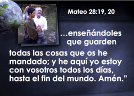 Mateo 28:19, 20
...enseñándoles
que guarden
todas las cosas que os he
mandado; y he aquí yo estoy
con vosotros todos los días,
hasta el fin del mundo. Amén.”